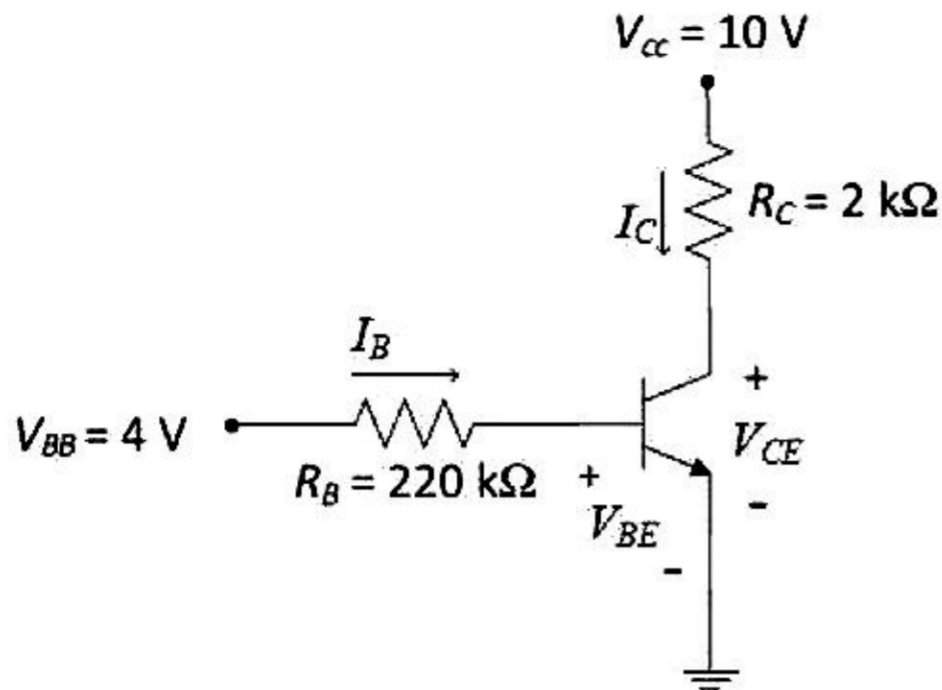 V_CC = 10 V
I_C
R_C = 2 kΩ
I_B
V_BB = 4 V
R_B = 220 kΩ
+
V_CE
-
+
V_BE
-